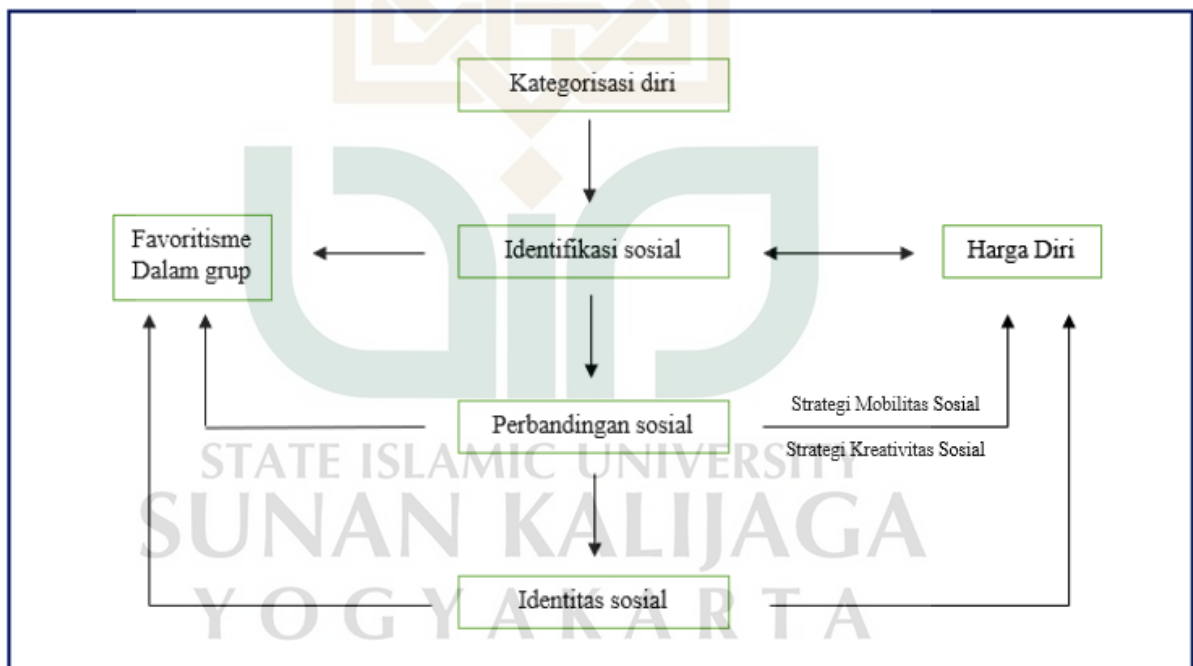 Kategorisasi diri
Favoritisme
Dalam grup
Identifikasi sosial
Harga Diri
Perbandingan sosial
Strategi Mobilitas Sosial
Strategi Kreativitas Sosial
STATE ISLAMIC UNIVERSITY
SUNAN KALIJAGA
YOGYAKARTA
Identitas sosial